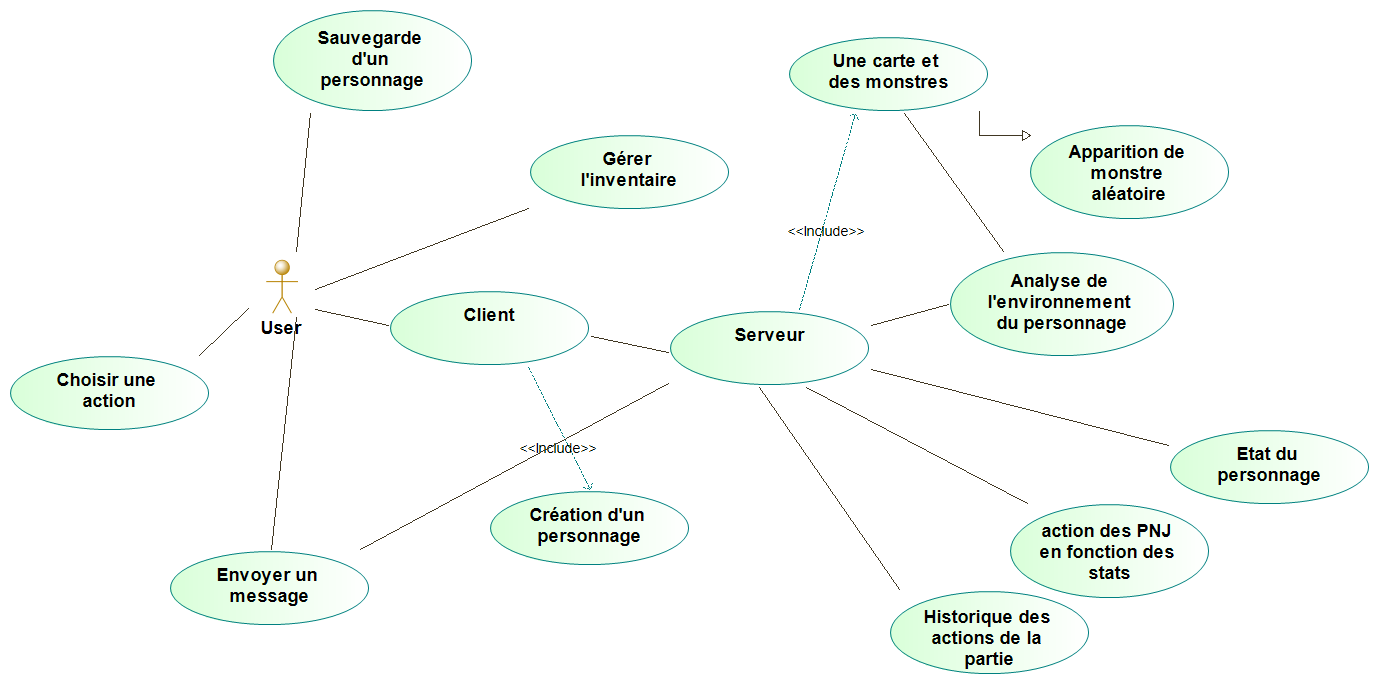 Sauvegarde
d'un
personnage
Une carte et
des monstres
Apparition de
monstre
aléatoire
Gérer
l'inventaire
<<Include>>
Analyse de
l'environnement
du personnage
User
Client
Serveur
Choisir une
action
<<Include>>
Etat du
personnage
Création d'un
personnage
action des PNJ
en fonction des
stats
Envoyer un
message
Historique des
actions de la
partie